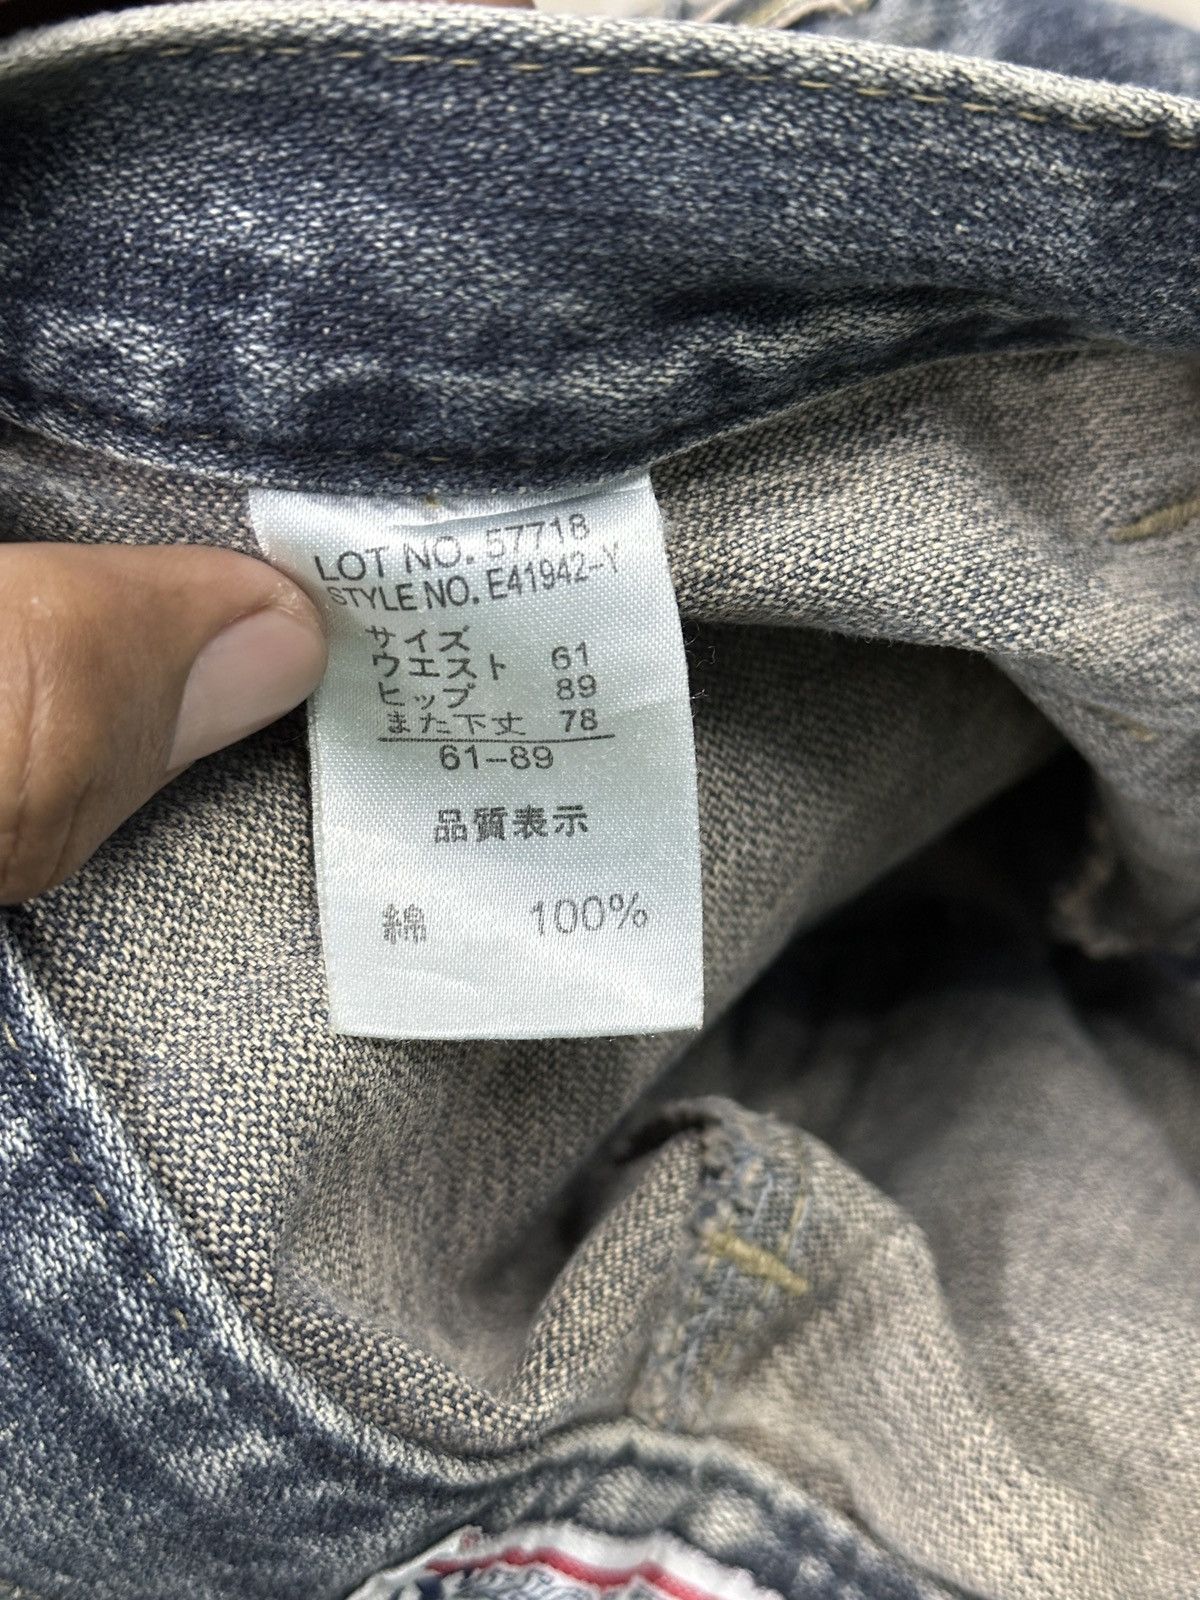 LOT NO. 57718
STYLE NO. E41942-Y
サイズ
ウエスト 61
ヒップ 89
また下丈 78
61-89
品質表示
綿 100%